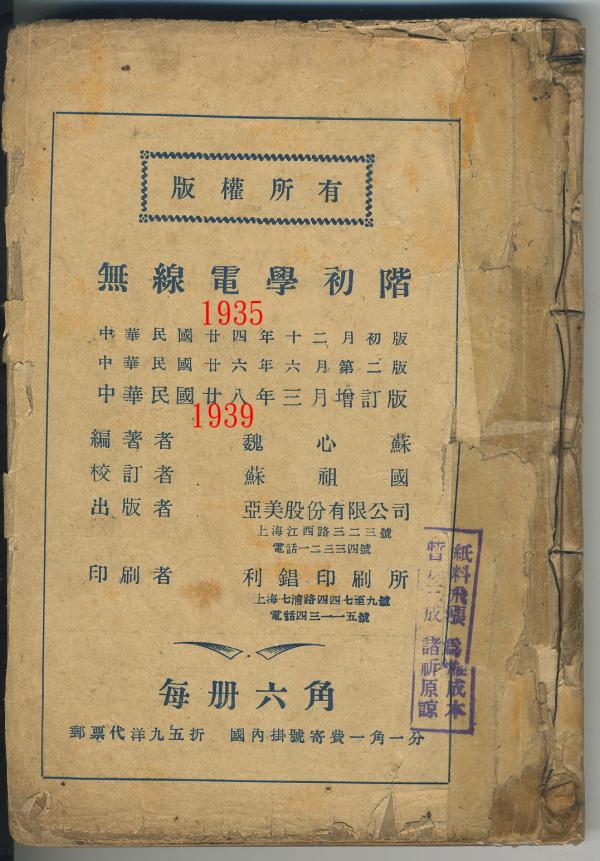 版權所有
無線電學初階
1935
中華民國廿四年十二月初版
中華民國廿六年六月第二版
中華民國廿八年三月增訂版
1939
編著者 魏心蘇
校訂者 蘇祖國
出版者 亞美股份有限公司
上海江西路三二三號
電話一二三三四號
印刷者 利錩印刷所
上海七浦路四四七至九號
電話四三一一五號
每册六角
郵票代洋九五折 國內掛號寄費一角一分
紙料飛漲 爲 成本
暫 成 諸祈原諒